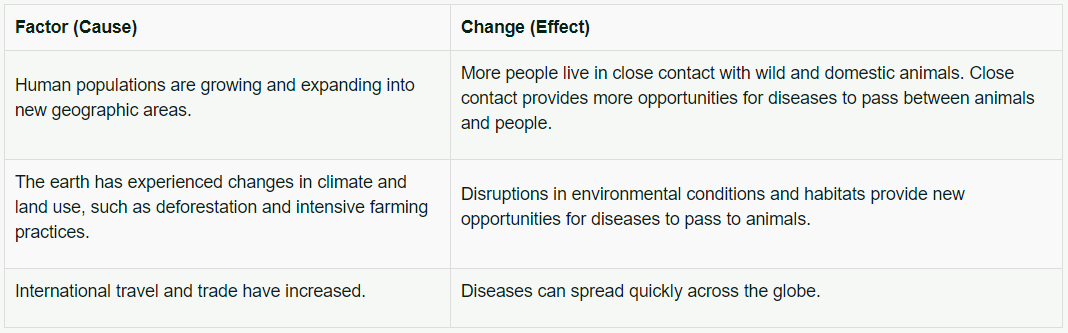 Factor (Cause)
Change (Effect)
Human populations are growing and expanding into
new geographic areas.
More people live in close contact with wild and domestic animals. Close
contact provides more opportunities for diseases to pass between animals
and people.
The earth has experienced changes in climate and
land use, such as deforestation and intensive farming
practices.
Disruptions in environmental conditions and habitats provide new
opportunities for diseases to pass to animals.
International travel and trade have increased.
Diseases can spread quickly across the globe.